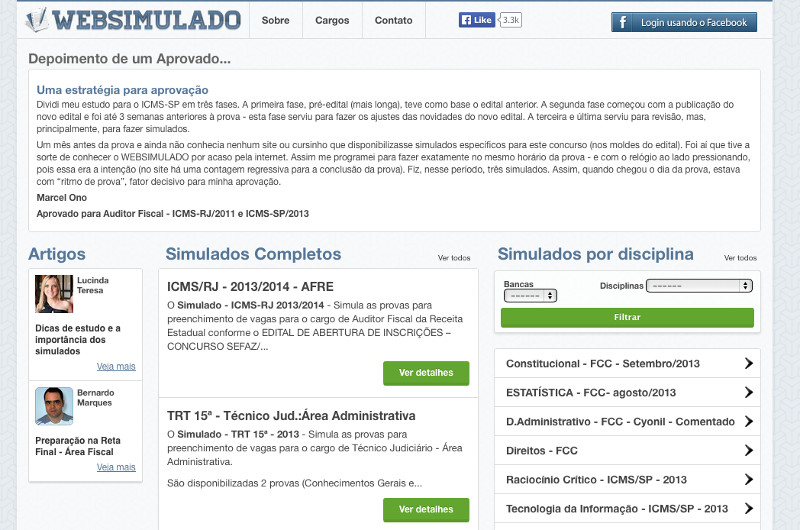 WEBSIMULADO
Sobre
Cargos
Contato
Like
3.3k
Login usando o Facebook
Depoimento de um Aprovado...
Uma estratégia para aprovação
Dividi meu estudo para o ICMS-SP em três fases. A primeira fase, pré-edital (mais longa), teve como base o edital anterior. A segunda fase começou com a publicação do
novo edital e foi até 3 semanas anteriores à prova - esta fase serviu para fazer os ajustes das novidades do novo edital. A terceira e última serviu para revisão, mas,
principalmente, para fazer simulados.
Um mês antes da prova e ainda não conhecia nenhum site ou cursinho que disponibilizasse simulados específicos para este concurso (nos moldes do edital). Foi ai que tive a
sorte de conhecer o WEBSIMULADO por acaso pela internet. Assim me programei para fazer exatamente no mesmo horário da prova - e com o relógio ao lado pressionando,
pois essa era a intenção (no site há uma contagem regressiva para a conclusão da prova). Fiz, nesse período, três simulados. Assim, quando chegou o dia da prova, estava
com "ritmo de prova", fator decisivo para minha aprovação.
Marcel Ono
Aprovado para Auditor Fiscal - ICMS-RJ/2011 e ICMS-SP/2013
Artigos
Lucinda
Teresa
Dicas de estudo e a
importância dos
simulados
Veja mais
Bernardo
Marques
Preparação na Reta
Final - Área Fiscal
Veja mais
Simulados Completos
Ver todos
ICMS/RJ - 2013/2014 - AFRE
O Simulado - ICMS-RJ 2013/2014 - Simula as provas para
preenchimento de vagas para o cargo de Auditor Fiscal da Receita
Estadual conforme o EDITAL DE ABERTURA DE INSCRIÇÕES –
CONCURSO SEFAZ/...
Ver detalhes
TRT 15ª - Técnico Jud.:Área Administrativa
O Simulado - TRT 15ª - 2013 - Simula as provas para
preenchimento de vagas para o cargo de Técnico Judiciário - Área
Administrativa.
São disponibilizadas 2 provas (Conhecimentos Gerais e...
Ver detalhes
Simulados por disciplina
Ver todos
Bancas
------
Disciplinas
------
Filtrar
Constitucional - FCC - Setembro/2013
ESTATÍSTICA - FCC- agosto/2013
D.Administrativo - FCC - Cyonil - Comentado
Direitos - FCC
Raciocínio Crítico - ICMS/SP - 2013
Tecnologia da Informação - ICMS/SP - 2013